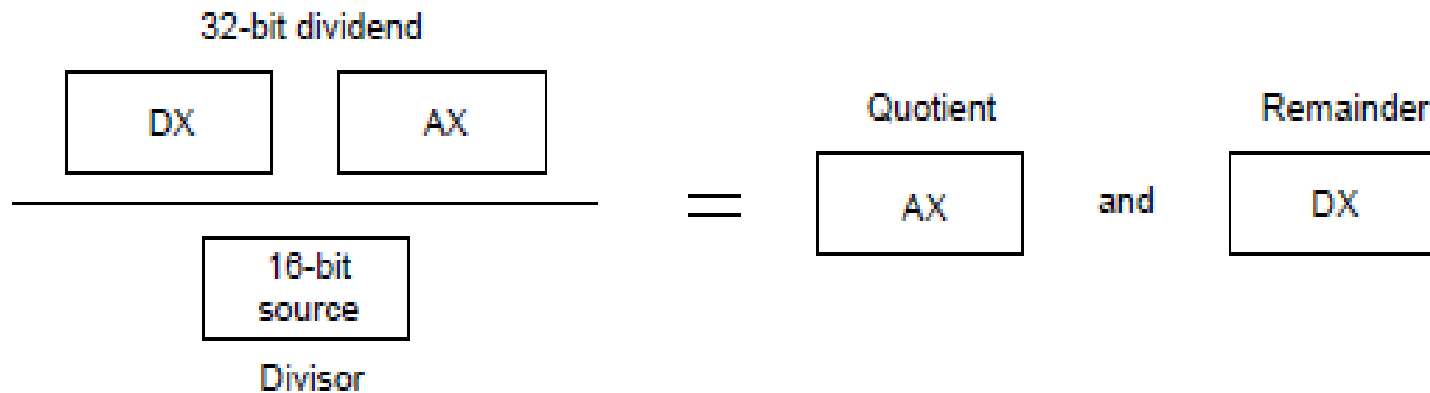 32-bit dividend
DX AX
16-bit
source
Divisor
=
Quotient Remainder
AX and DX